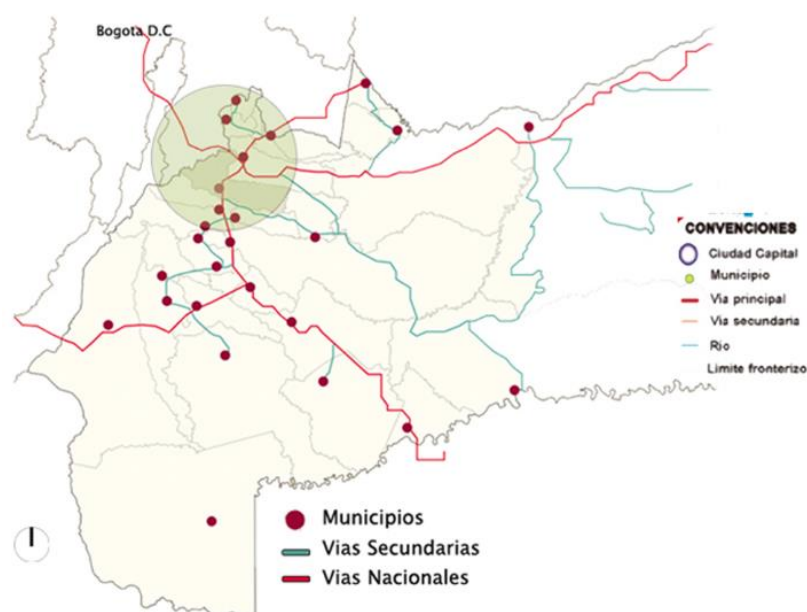 Bogota D.C
CONVENCIONES
Ciudad Capital
Municipio
Via principal
Via secundaria
Rio
Limite fronterizo
Municipios
Vias Secundarias
Vias Nacionales